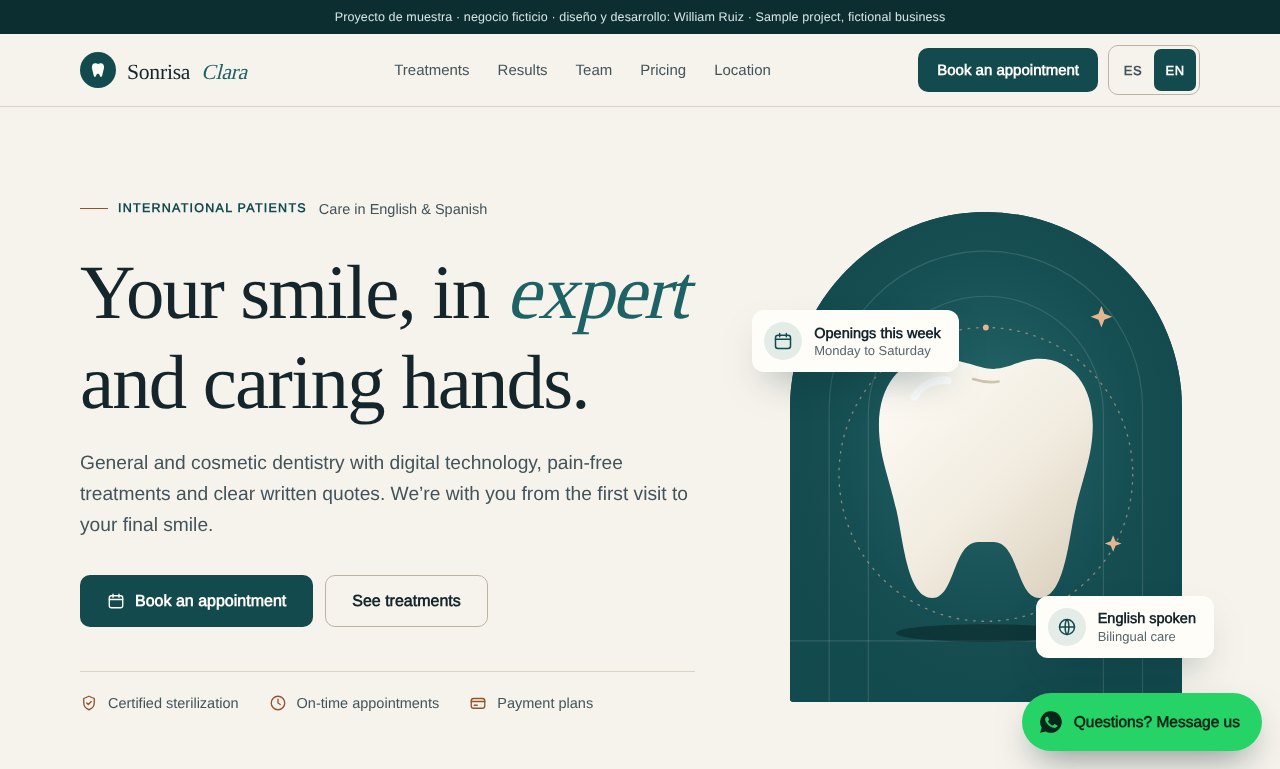 Proyecto de muestra · negocio ficticio · diseño y desarrollo: William Ruiz · Sample project, fictional business
Sonrisa Clara
Treatments
Results
Team
Pricing
Location
Book an appointment
ES
EN
INTERNATIONAL PATIENTS Care in English & Spanish
Your smile, in expert
and caring hands.
General and cosmetic dentistry with digital technology, pain-free
treatments and clear written quotes. We’re with you from the first visit to
your final smile.
Book an appointment
See treatments
Certified sterilization
On-time appointments
Payment plans
Openings this week
Monday to Saturday
English spoken
Bilingual care
Questions? Message us